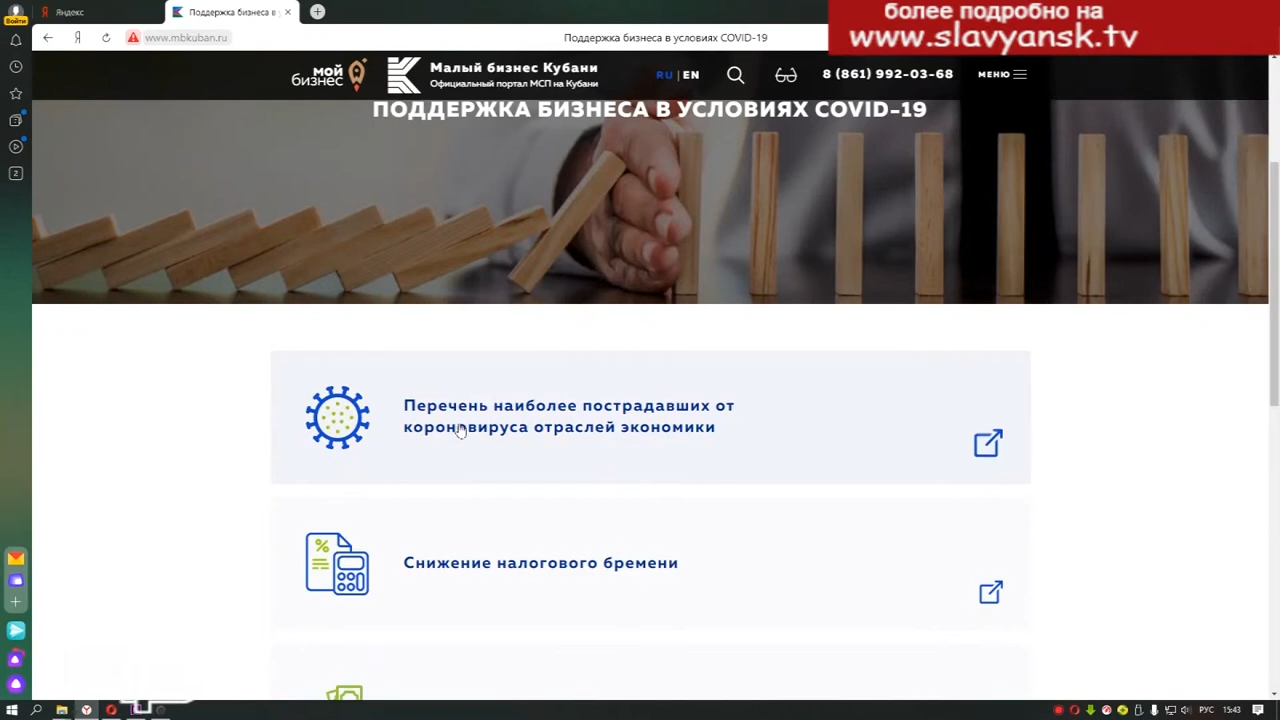 Войти
Яндекс
Поддержка бизнеса в
www.mbkuban.ru
Поддержка бизнеса в условиях COVID-19
более подробно на
www.slavyansk.tv
мой
бизнес
Малый бизнес Кубани
Официальный портал МСП на Кубани
RU | EN
8 (861) 992-03-68
МЕНЮ
ПОДДЕРЖКА БИЗНЕСА В УСЛОВИЯХ COVID-19
Перечень наиболее пострадавших от
коронавируса отраслей экономики
%
Снижение налогового бремени
2
РУС
15:43